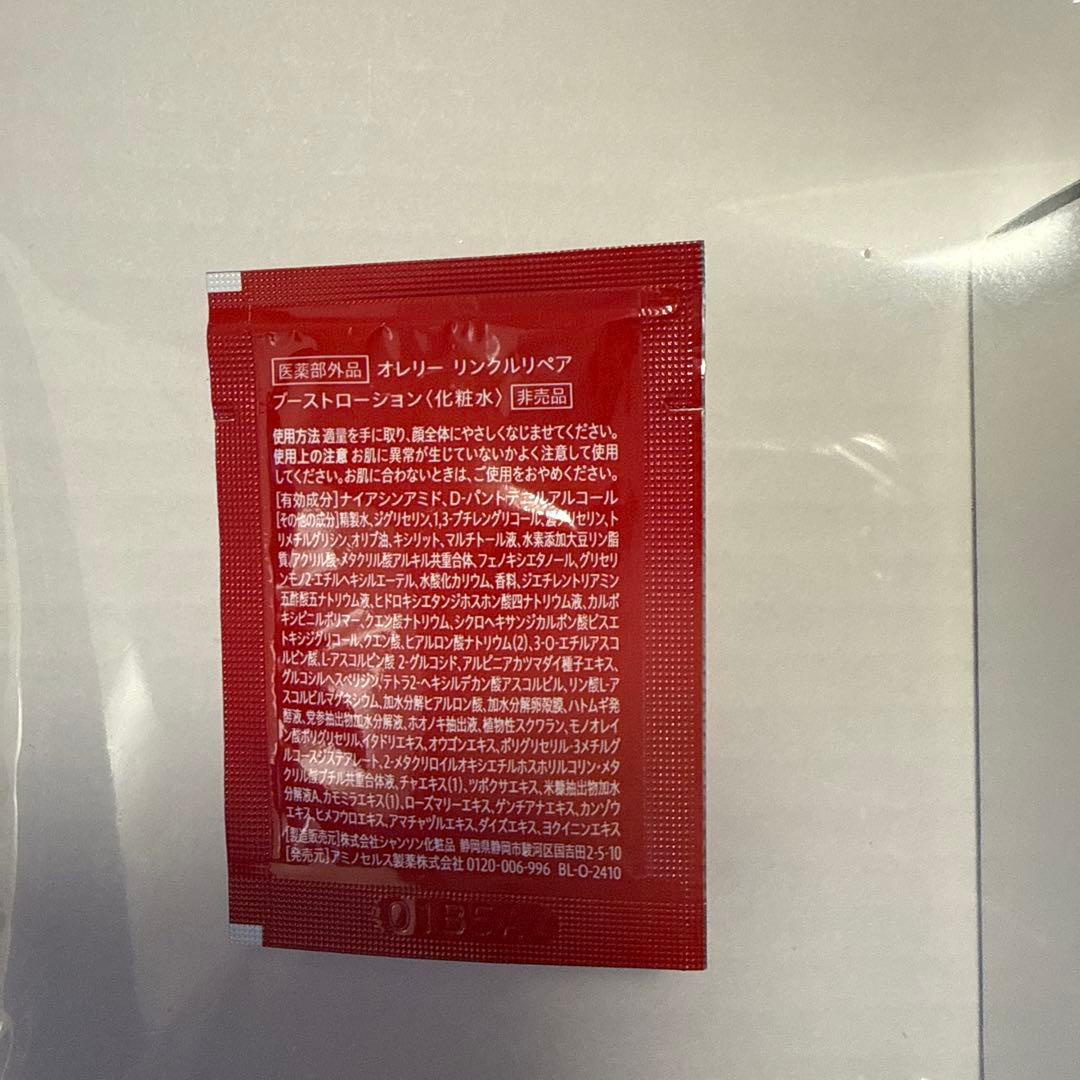 医薬部外品 オレリー リンクルリペア
ブーストローション〈化粧水〉 非売品
使用方法 適量を手に取り、顔全体にやさしくなじませてください。
使用上の注意 お肌に異常が生じていないかよく注意して使用
してください。お肌に合わないときは、ご使用をおやめください。
[有効成分]ナイアシンアミド、D-パントテニルアルコール
[その他の成分]精製水、ジグリセリン、1,3-ブチレングリコール、濃グリセリン、ト
リメチルグリシン、オリブ油、キシリット、マルチトール液、水素添加大豆リン脂
質、アクリル酸・メタクリル酸アルキル共重合体、フェノキシエタノール、グリセリ
ンモノ2-エチルヘキシルエーテル、水酸化カリウム、香料、ジエチレントリアミン
五酢酸五ナトリウム液、ヒドロキシエタンジホスホン酸四ナトリウム液、カルボ
キシビニルポリマー、クエン酸ナトリウム、シクロヘキサンジカルボン酸ビスエ
トキシジグリコール、クエン酸、ヒアルロン酸ナトリウム(2)、3-O-エチルアスコ
ルビン酸、L-アスコルビン酸 2-グルコシド、アルピニアカツマダイ種子エキス、
グルコシルヘスペリジン、テトラ2-ヘキシルデカン酸アスコルビル、リン酸L-ア
スコルビルマグネシウム、加水分解ヒアルロン酸、加水分解卵殻膜、ハトムギ発
酵液、党参抽出物加水分解液、ホオノキ抽出液、植物性スクワラン、モノオレイ
ン酸ポリグリセリル、イタドリエキス、オウゴンエキス、ポリグリセリル-3メチルグ
ルコースジステアレート、2-メタクリロイルオキシエチルホスホリルコリン・メタ
クリル酸ブチル共重合体液、チャエキス(1)、ツボクサエキス、米糠抽出物加水
分解液A、カモミラエキス(1)、ローズマリーエキス、ゲンチアナエキス、カンゾウ
エキス、ヒメフウロエキス、アマチャヅルエキス、ダイズエキス、ヨクイニンエキス
[製造販売元]株式会社シャンソン化粧品 静岡県静岡市駿河区国吉田2-5-10
[発売元]アミノセルス製薬株式会社 0120-006-996 BL-O-2410